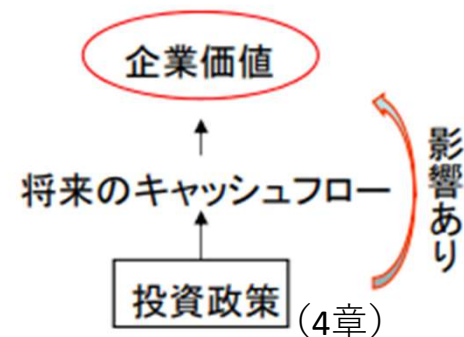 企業価値
将来のキャッシュフロー
影響あり
投資政策
（4章）